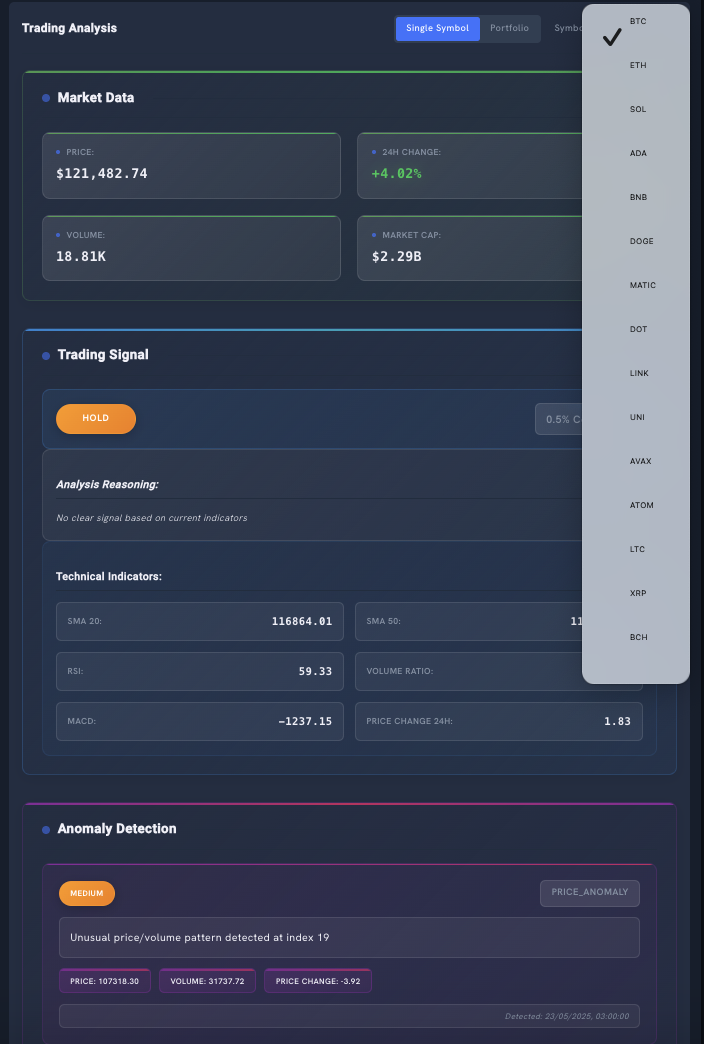 Trading Analysis
Single Symbol
Portfolio
Market Data
PRICE:
$121,482.74
24H CHANGE:
+4.02%
VOLUME:
18.81K
MARKET CAP:
$2.29B
Trading Signal
HOLD
0.5% C
Analysis Reasoning:
No clear signal based on current indicators
Technical Indicators:
SMA 20:
116864.01
SMA 50:
RSI:
59.33
VOLUME RATIO:
MACD:
−1237.15
PRICE CHANGE 24H:
1.83
Anomaly Detection
MEDIUM
PRICE_ANOMALY
Unusual price/volume pattern detected at index 19
PRICE: 107318.30
VOLUME: 31737.72
PRICE CHANGE: -3.92
Detected: 23/05/2025, 03:00:00
BTC
ETH
SOL
ADA
BNB
DOGE
MATIC
DOT
LINK
UNI
AVAX
ATOM
LTC
XRP
BCH